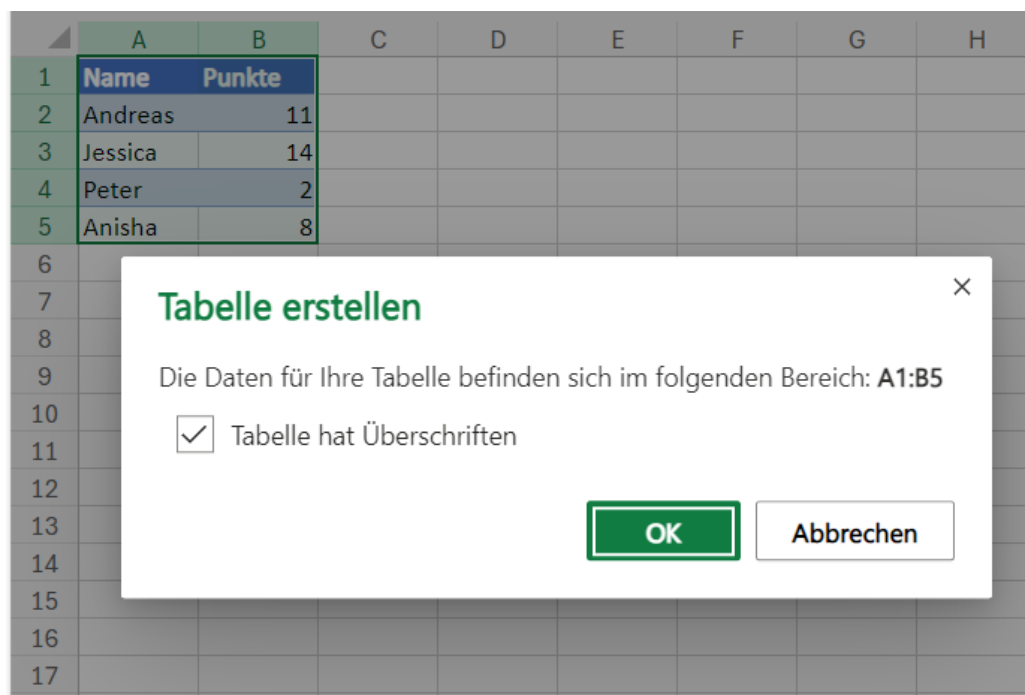 A B C D E F G H
1 Name Punkte
2 Andreas 11
3 Jessica 14
4 Peter 2
5 Anisha 8
6
7
Tabelle erstellen
8
9
Die Daten für Ihre Tabelle befinden sich im folgenden Bereich: A1:B5
10
11
Tabelle hat Überschriften
12
13
OK Abbrechen
14
15
16
17